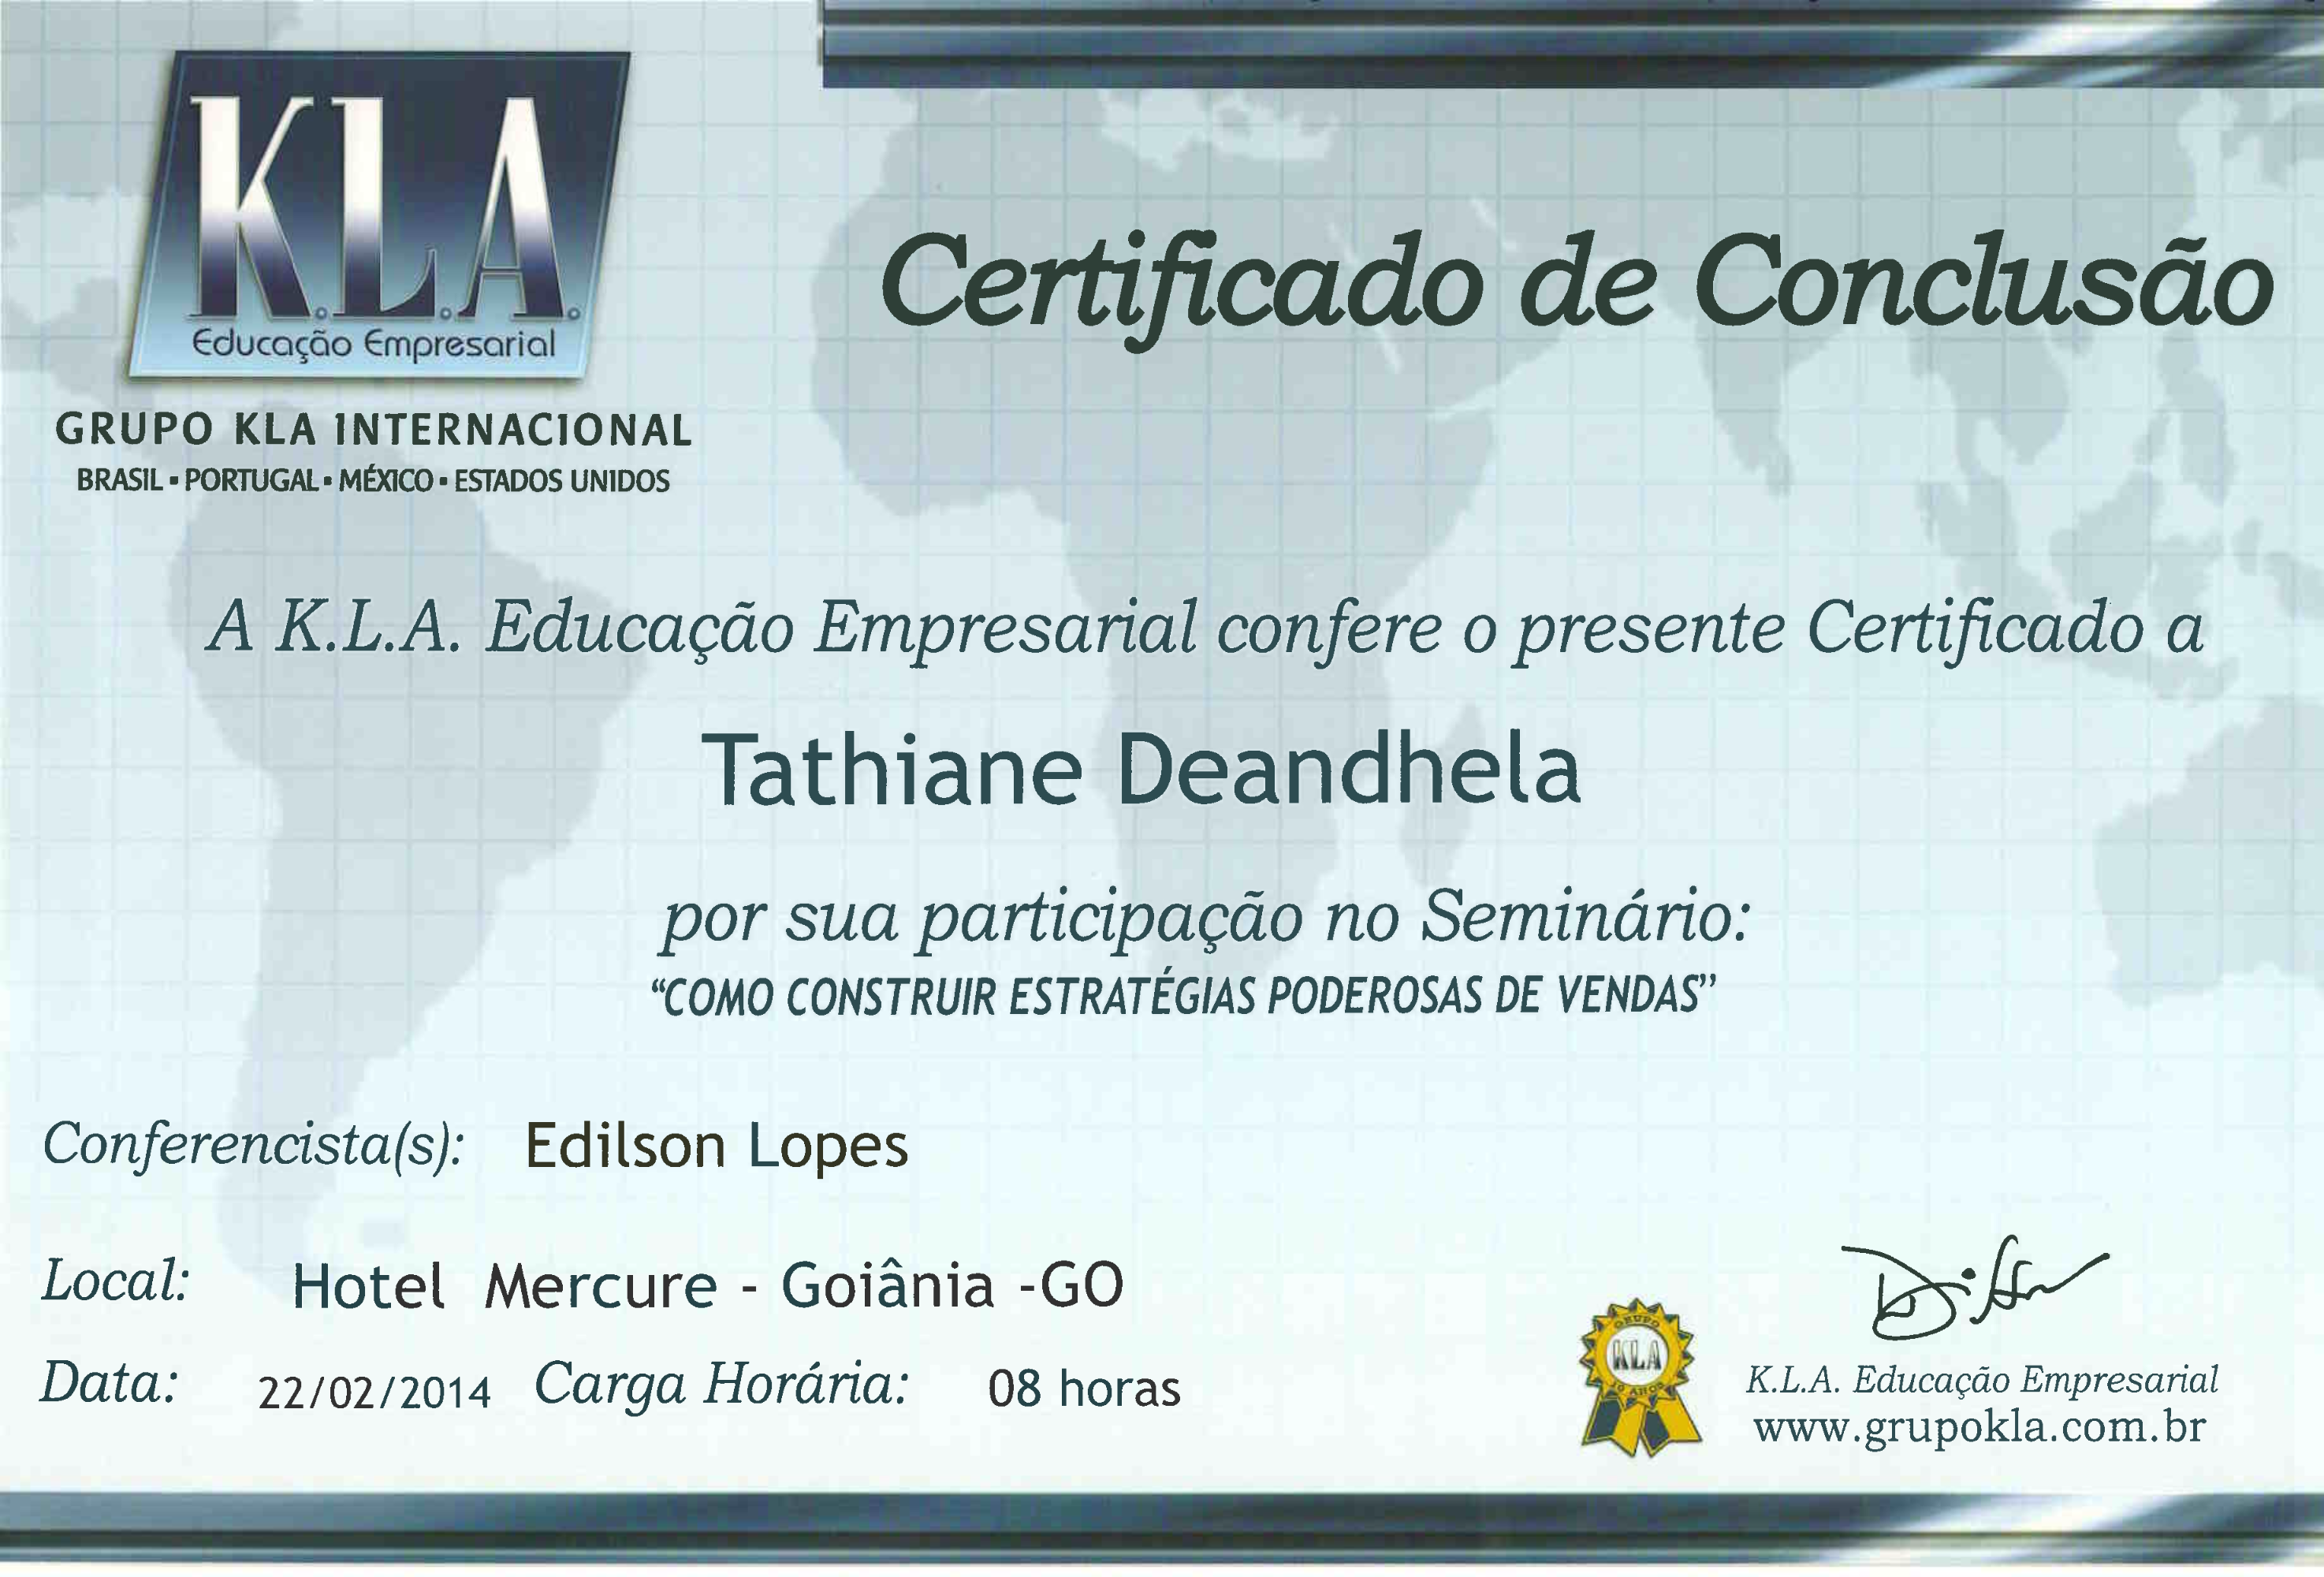 K.L.A.
Educação Empresarial
GRUPO KLA INTERNACIONAL
BRASIL ▪ PORTUGAL ▪ MÉXICO ▪ ESTADOS UNIDOS
Certificado de Conclusão
A K.L.A. Educação Empresarial confere o presente Certificado a
Tathiane Deandhela
por sua participação no Seminário:
“COMO CONSTRUIR ESTRATÉGIAS PODEROSAS DE VENDAS”
Conferencista(s): Edilson Lopes
Local: Hotel Mercure - Goiânia -GO
Data: 22/02/2014 Carga Horária: 08 horas
GRUPO
KLA
10 ANOS
K.L.A. Educação Empresarial
www.grupokla.com.br